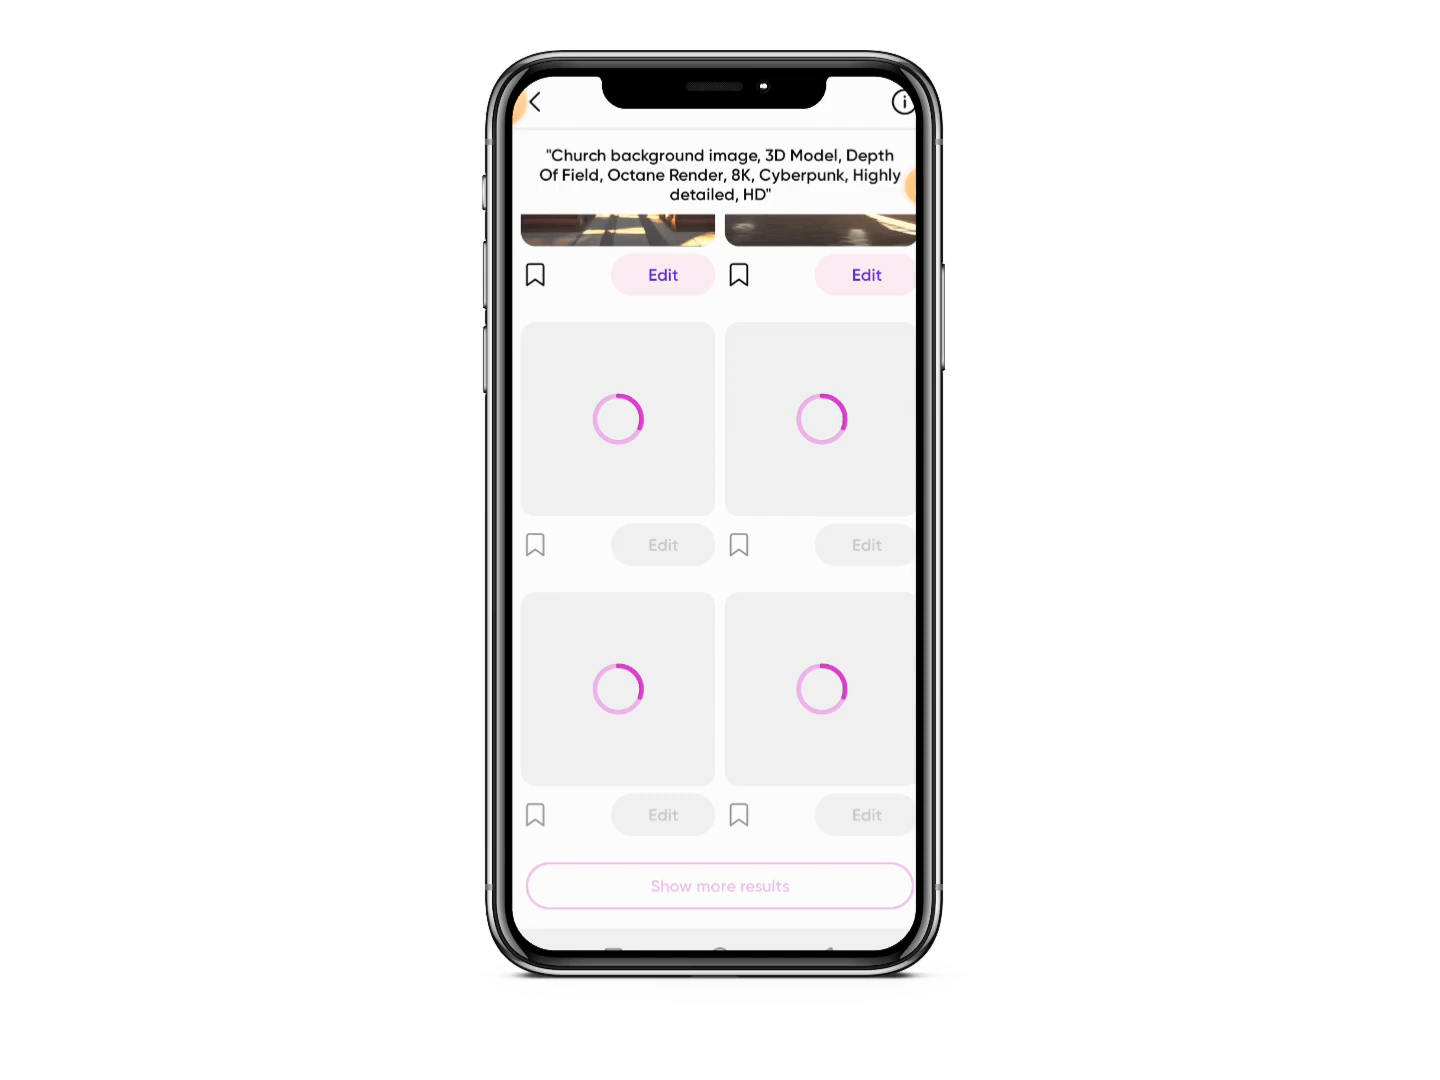 "Church background image, 3D Model, Depth
Of Field, Octane Render, 8K, Cyberpunk, Highly
detailed, HD"
Edit
Edit
Edit
Edit
Edit
Edit
Show more results